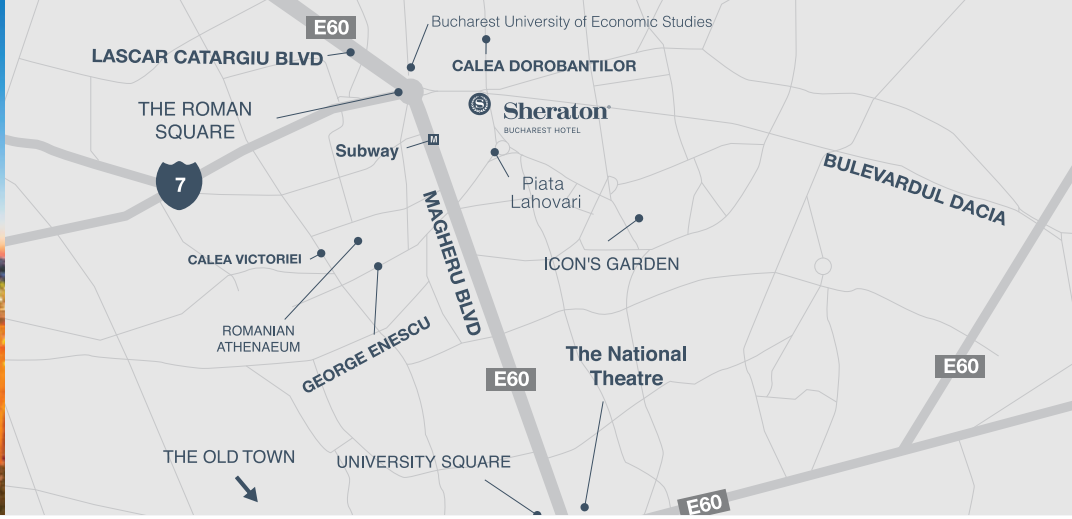 Bucharest University of Economic Studies
E60
LASCAR CATARGIU BLVD
CALEA DOROBANTILOR
THE ROMAN
SQUARE
S
Sheraton®
BUCHAREST HOTEL
M
Subway
7
Piata
Lahovari
BULEVARDUL DACIA
MAGHERU BLVD
CALEA VICTORIEI
ICON'S GARDEN
ROMANIAN
ATHENAEUM
GEORGE ENESCU
The National
Theatre
E60
E60
THE OLD TOWN
UNIVERSITY SQUARE
E60